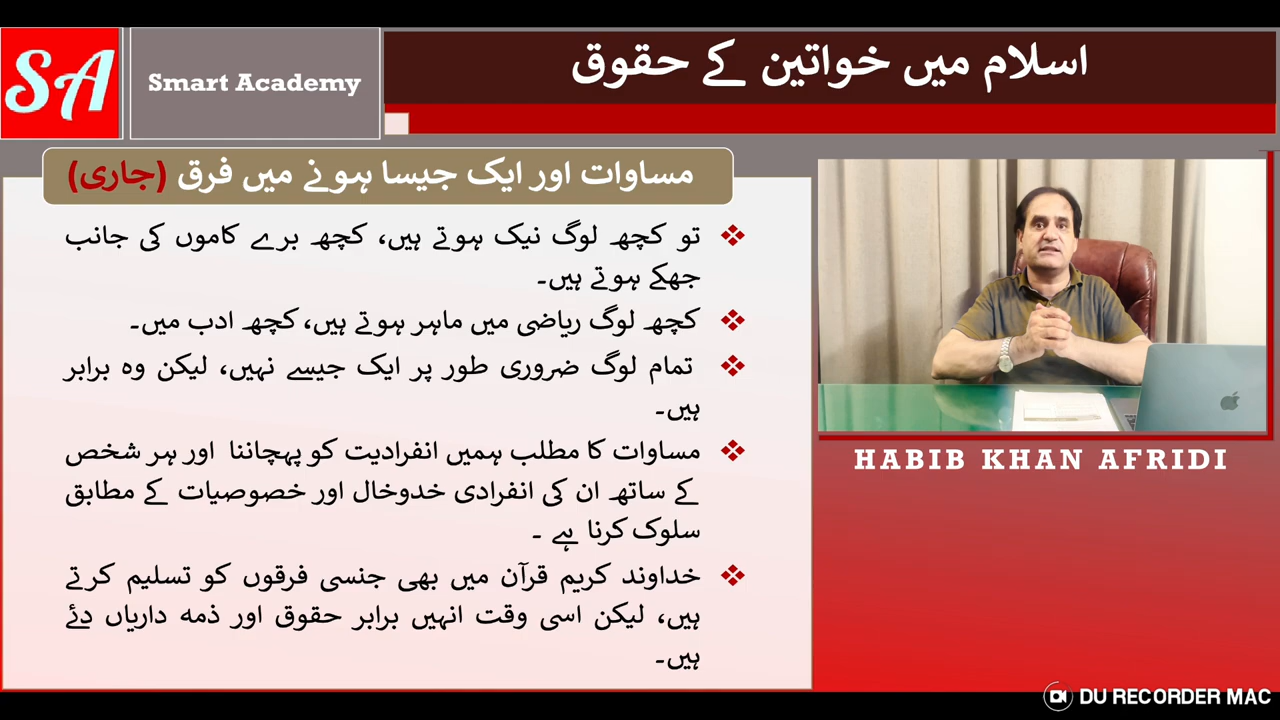 SA
Smart Academy
اسلام میں خواتین کے حقوق
مساوات اور ایک جیسا ہونے میں فرق (جاری)
تو کچھ لوگ نیک ہوتے ہیں، کچھ برے کاموں کی جانب
جھکے ہوتے ہیں۔
کچھ لوگ ریاضی میں ماہر ہوتے ہیں، کچھ ادب میں۔
تمام لوگ ضروری طور پر ایک جیسے نہیں، لیکن وہ برابر
ہیں۔
مساوات کا مطلب ہمیں انفرادیت کو پہچاننا اور ہر شخص
کے ساتھ ان کی انفرادی خدوخال اور خصوصیات کے مطابق
سلوک کرنا ہے ۔
خداوند کریم قرآن میں بھی جنسی فرقوں کو تسلیم کرتے
ہیں، لیکن اسی وقت انہیں برابر حقوق اور ذمہ داریاں دئے
ہیں۔
HABIB KHAN AFRIDI
DU RECORDER MAC